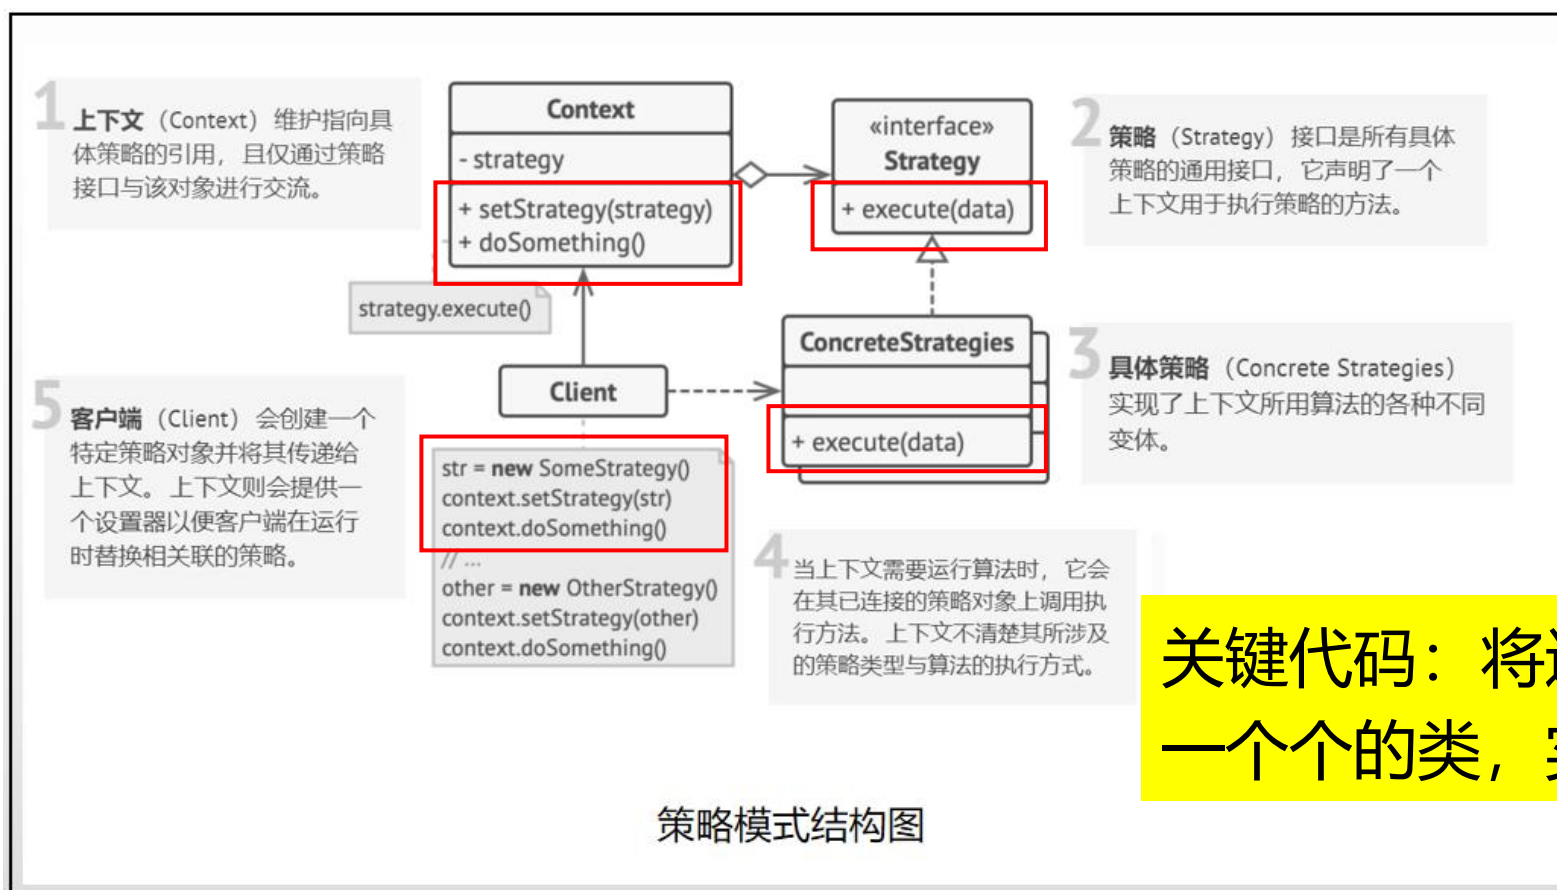 1
上下文（Context）维护指向具
体策略的引用，且仅通过策略
接口与该对象进行交流。
Context
- strategy
+ setStrategy(strategy)
+ doSomething()
strategy.execute()
«interface»
Strategy
+ execute(data)
2
策略（Strategy）接口是所有具体
策略的通用接口，它声明了一个
上下文用于执行策略的方法。
ConcreteStrategies
+ execute(data)
3
具体策略（Concrete Strategies）
实现了上下文所用算法的各种不同
变体。
Client
5
客户端（Client）会创建一个
特定策略对象并将其传递给
上下文。上下文则会提供一
个设置器以便客户端在运行
时替换相关联的策略。
str = new SomeStrategy()
context.setStrategy(str)
context.doSomething()
// ...
other = new OtherStrategy()
context.setStrategy(other)
context.doSomething()
4
当上下文需要运行算法时，它会
在其已连接的策略对象上调用执
行方法。上下文不清楚其所涉及
的策略类型与算法的执行方式。
关键代码：将
一个个的类，
策略模式结构图